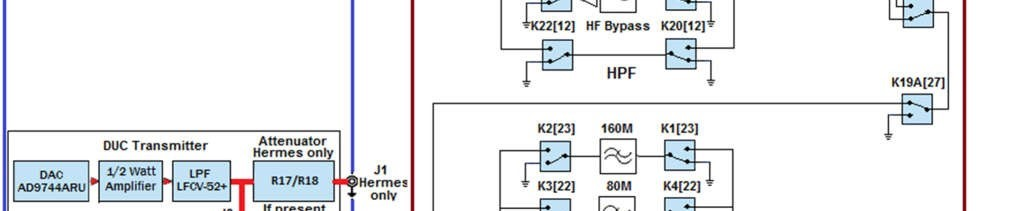 K22[12] HF Bypass K20[12]
HPF
K19A[27]
K2[23] 160M K1[23]
K3[22] 80M K4[22]
DUC Transmitter
Attenuator
Hermes only
DAC
AD9744ARU
1/2 Watt
Amplifier
LPF
LFCV-52+
R17/R18
If present
J1
Hermes
only